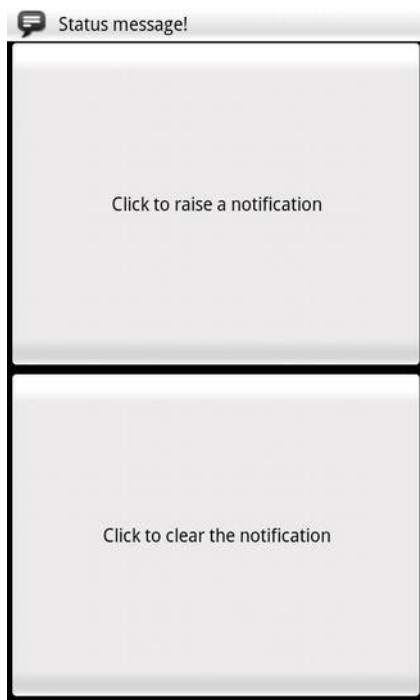 Status message!
Click to raise a notification
Click to clear the notification